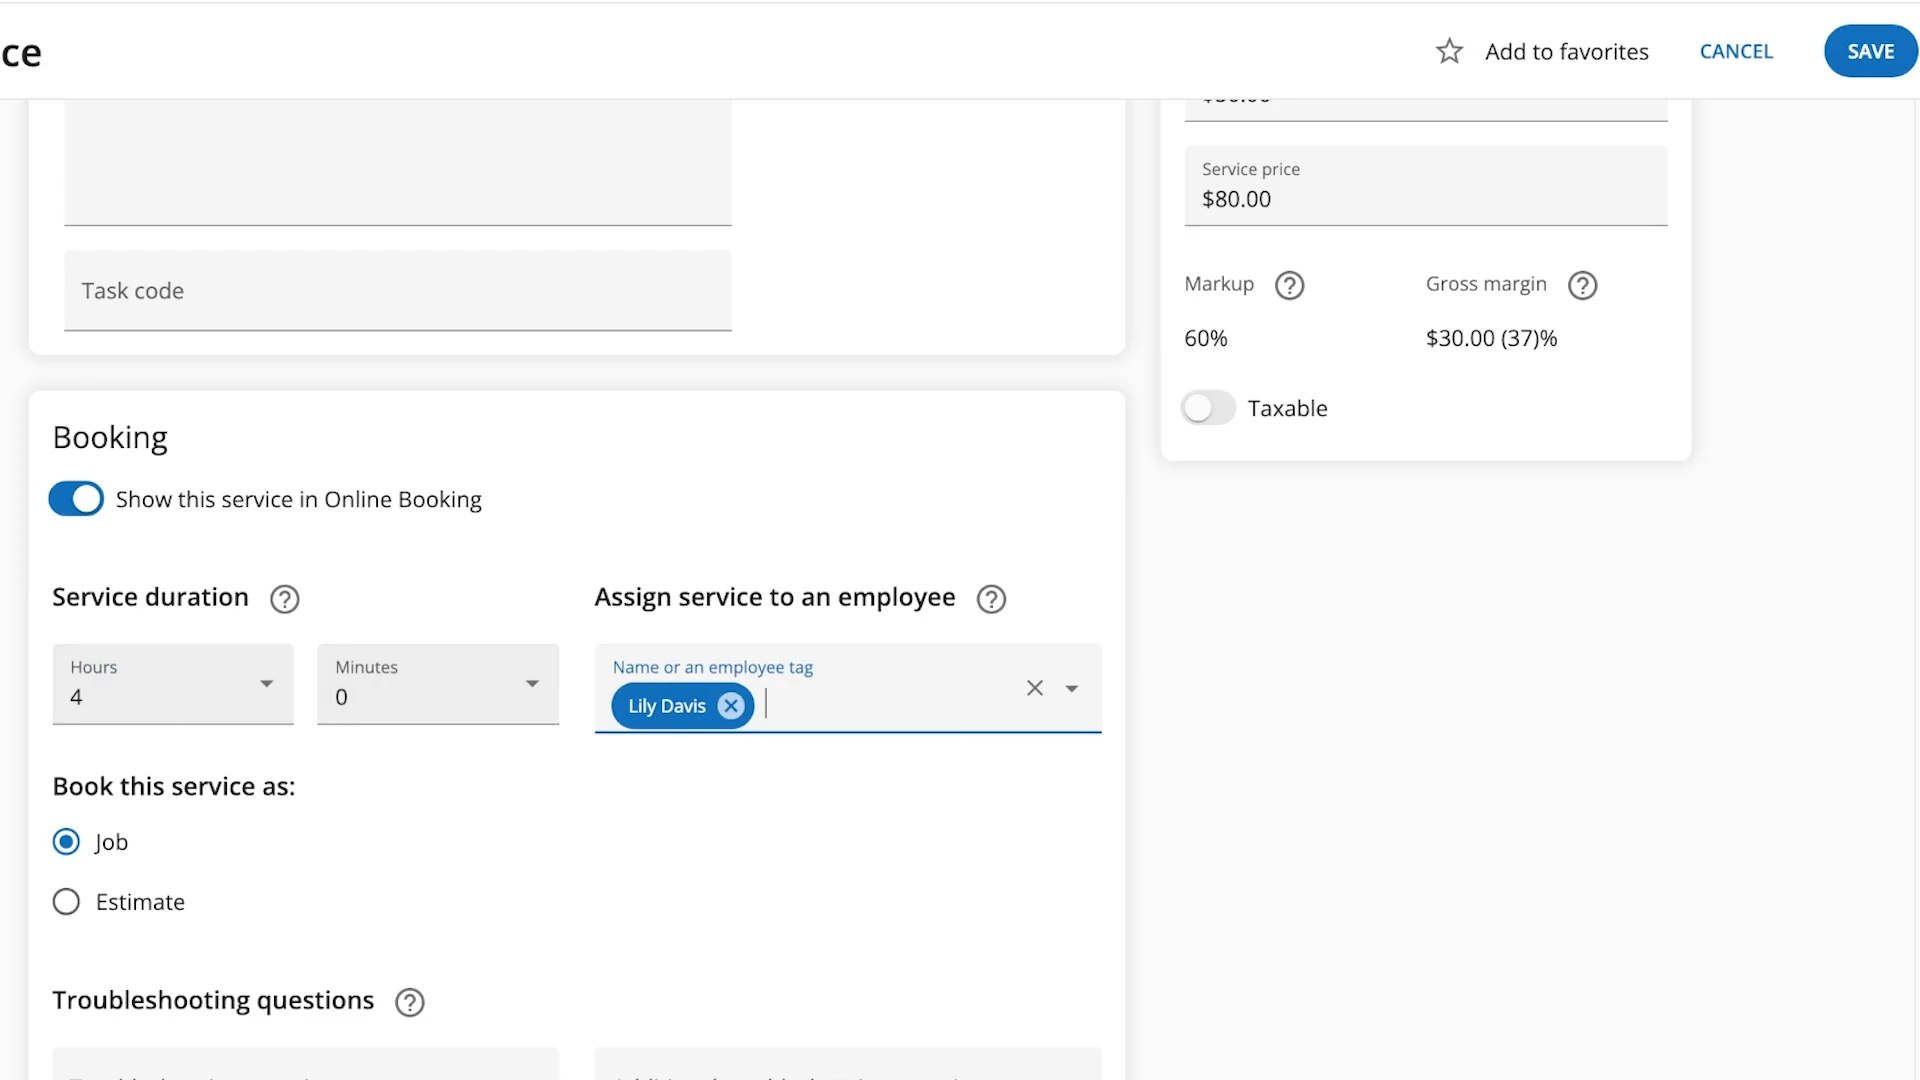 ce
Add to favorites
CANCEL
SAVE
Service price
$80.00
Task code
Markup
Gross margin
60%
$30.00 (37)%
Taxable
Booking
Show this service in Online Booking
Service duration
Assign service to an employee
Hours
4
Minutes
0
Name or an employee tag
Lily Davis
Book this service as:
Job
Estimate
Troubleshooting questions